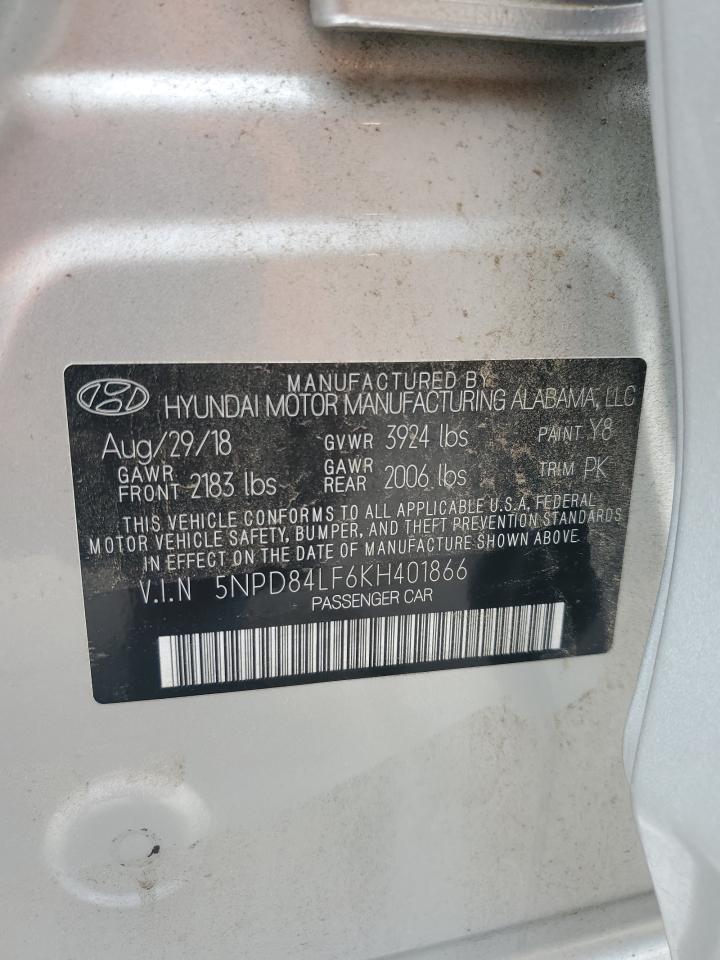 MANUFACTURED BY
HYUNDAI MOTOR MANUFACTURING ALABAMA, LLC
Aug/29/18 GVWR 3924 lbs PAINT Y8
GAWR FRONT 2183 lbs GAWR REAR 2006 lbs TRIM PK
THIS VEHICLE CONFORMS TO ALL APPLICABLE U.S.A. FEDERAL
MOTOR VEHICLE SAFETY, BUMPER, AND THEFT PREVENTION STANDARDS
IN EFFECT ON THE DATE OF MANUFACTURE SHOWN ABOVE.
V.I.N 5NPD84LF6KH401866
PASSENGER CAR